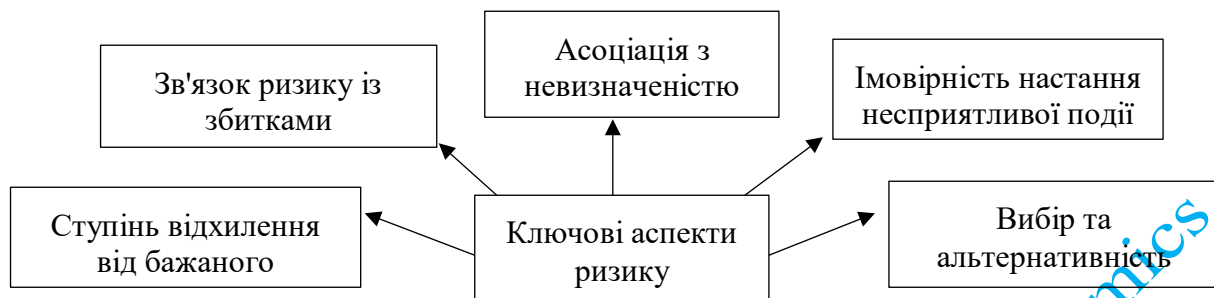 Асоціація з
невизначеністю
Зв'язок ризику із
збитками
Імовірність настання
несприятливої події
Ступінь відхилення
від бажаного
Ключові аспекти
ризику
Вибір та
альтернативність
mics